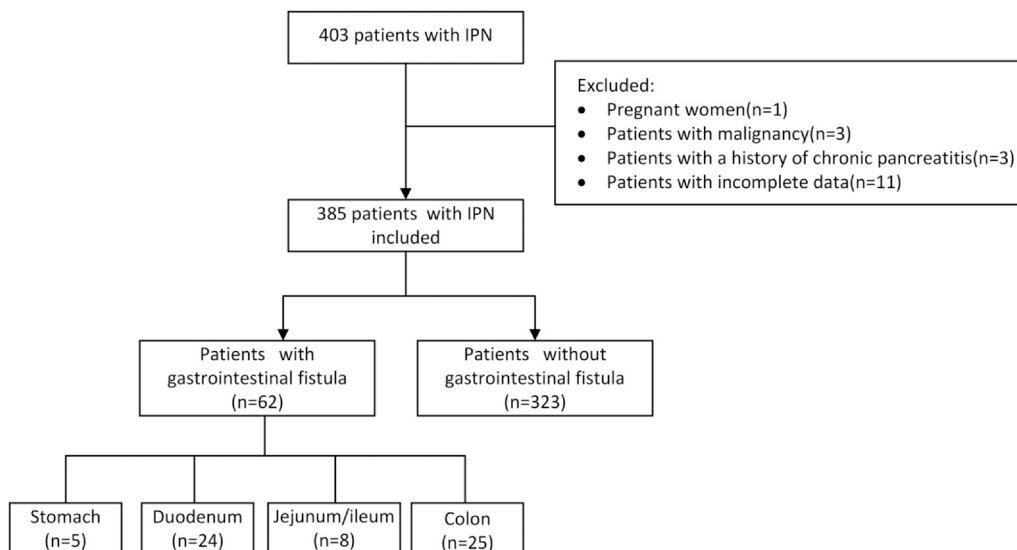 403 patients with IPN
Excluded:
• Pregnant women(n=1)
• Patients with malignancy(n=3)
• Patients with a history of chronic pancreatitis(n=3)
• Patients with incomplete data(n=11)
385 patients with IPN
included
Patients with
gastrointestinal fistula
(n=62)
Patients without
gastrointestinal fistula
(n=323)
Stomach
(n=5)
Duodenum
(n=24)
Jejunum/ileum
(n=8)
Colon
(n=25)